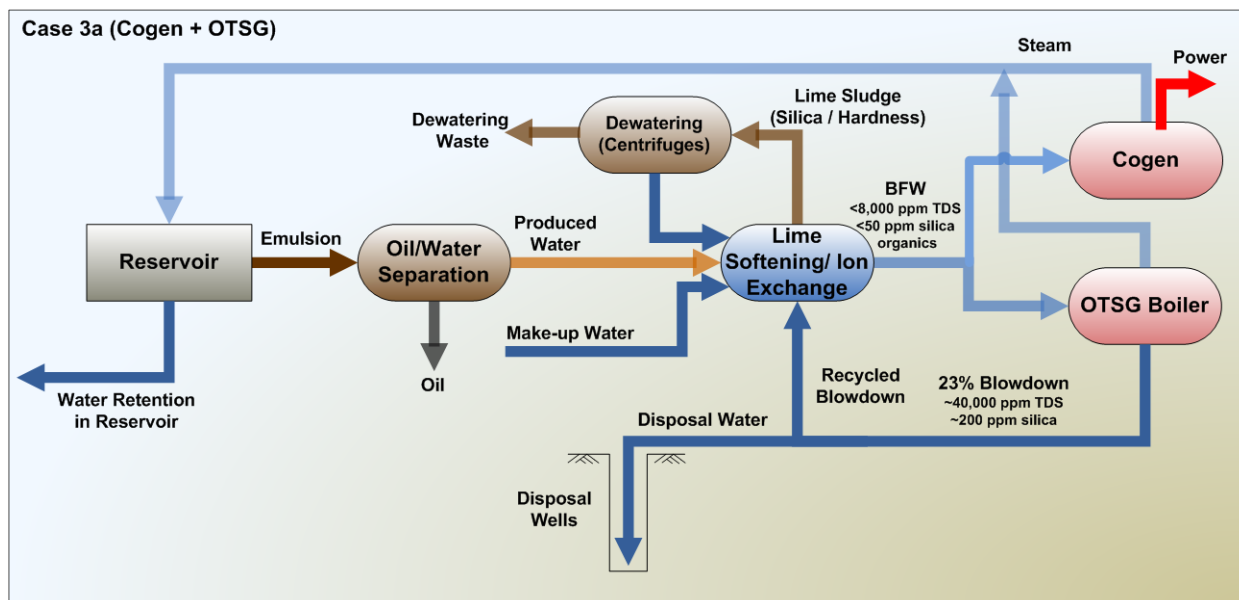 Case 3a (Cogen + OTSG)
Steam
Power
Lime Sludge
(Silica / Hardness)
Dewatering
Waste
Dewatering
(Centrifuges)
Cogen
BFW
<8,000 ppm TDS
<50 ppm silica
organics
Emulsion
Produced
Water
Reservoir
Oil/Water
Separation
Lime
Softening/ Ion
Exchange
OTSG Boiler
Make-up Water
Oil
Water Retention
in Reservoir
Recycled
Blowdown
23% Blowdown
~40,000 ppm TDS
~200 ppm silica
Disposal Water
Disposal
Wells